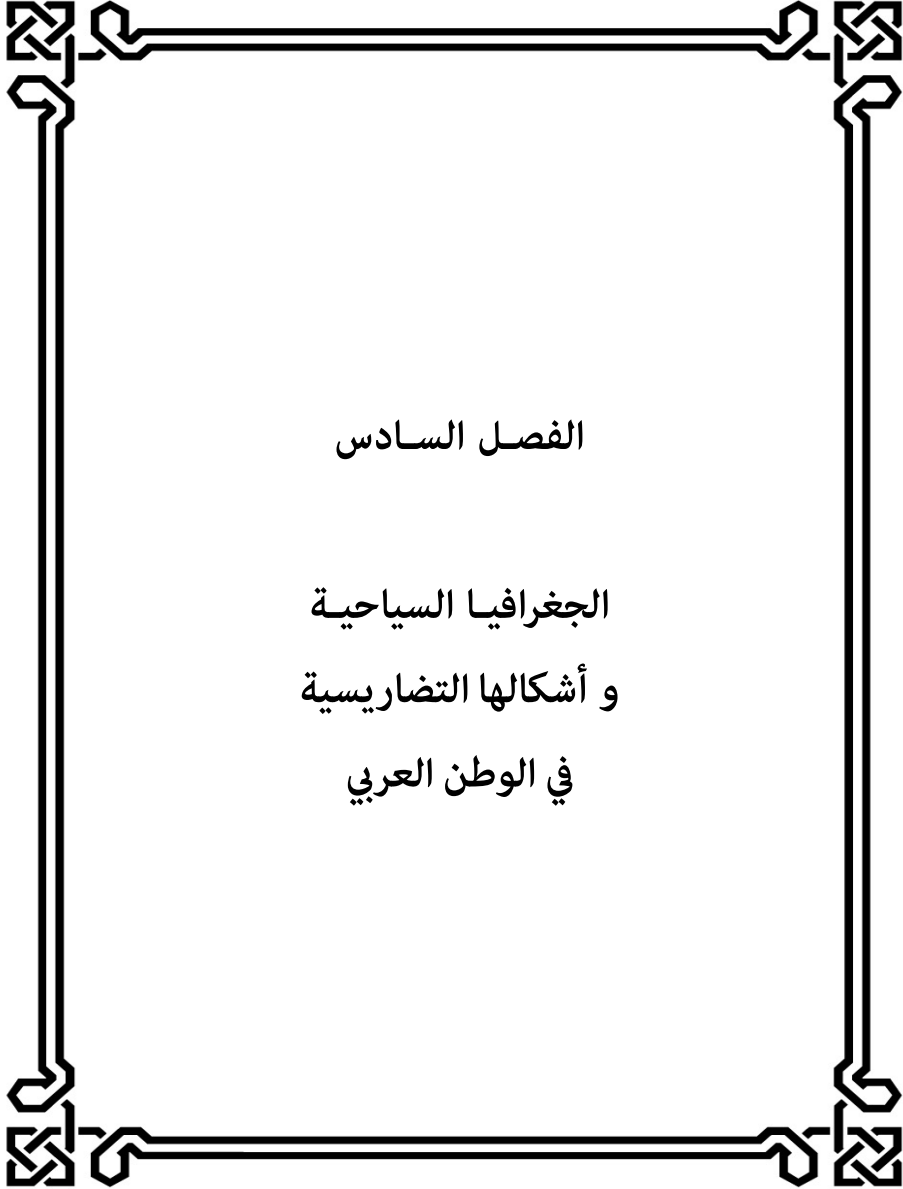 الفصل السادس
الجغرافيا السياحية
و أشكالها التضاريسية
في الوطن العربي